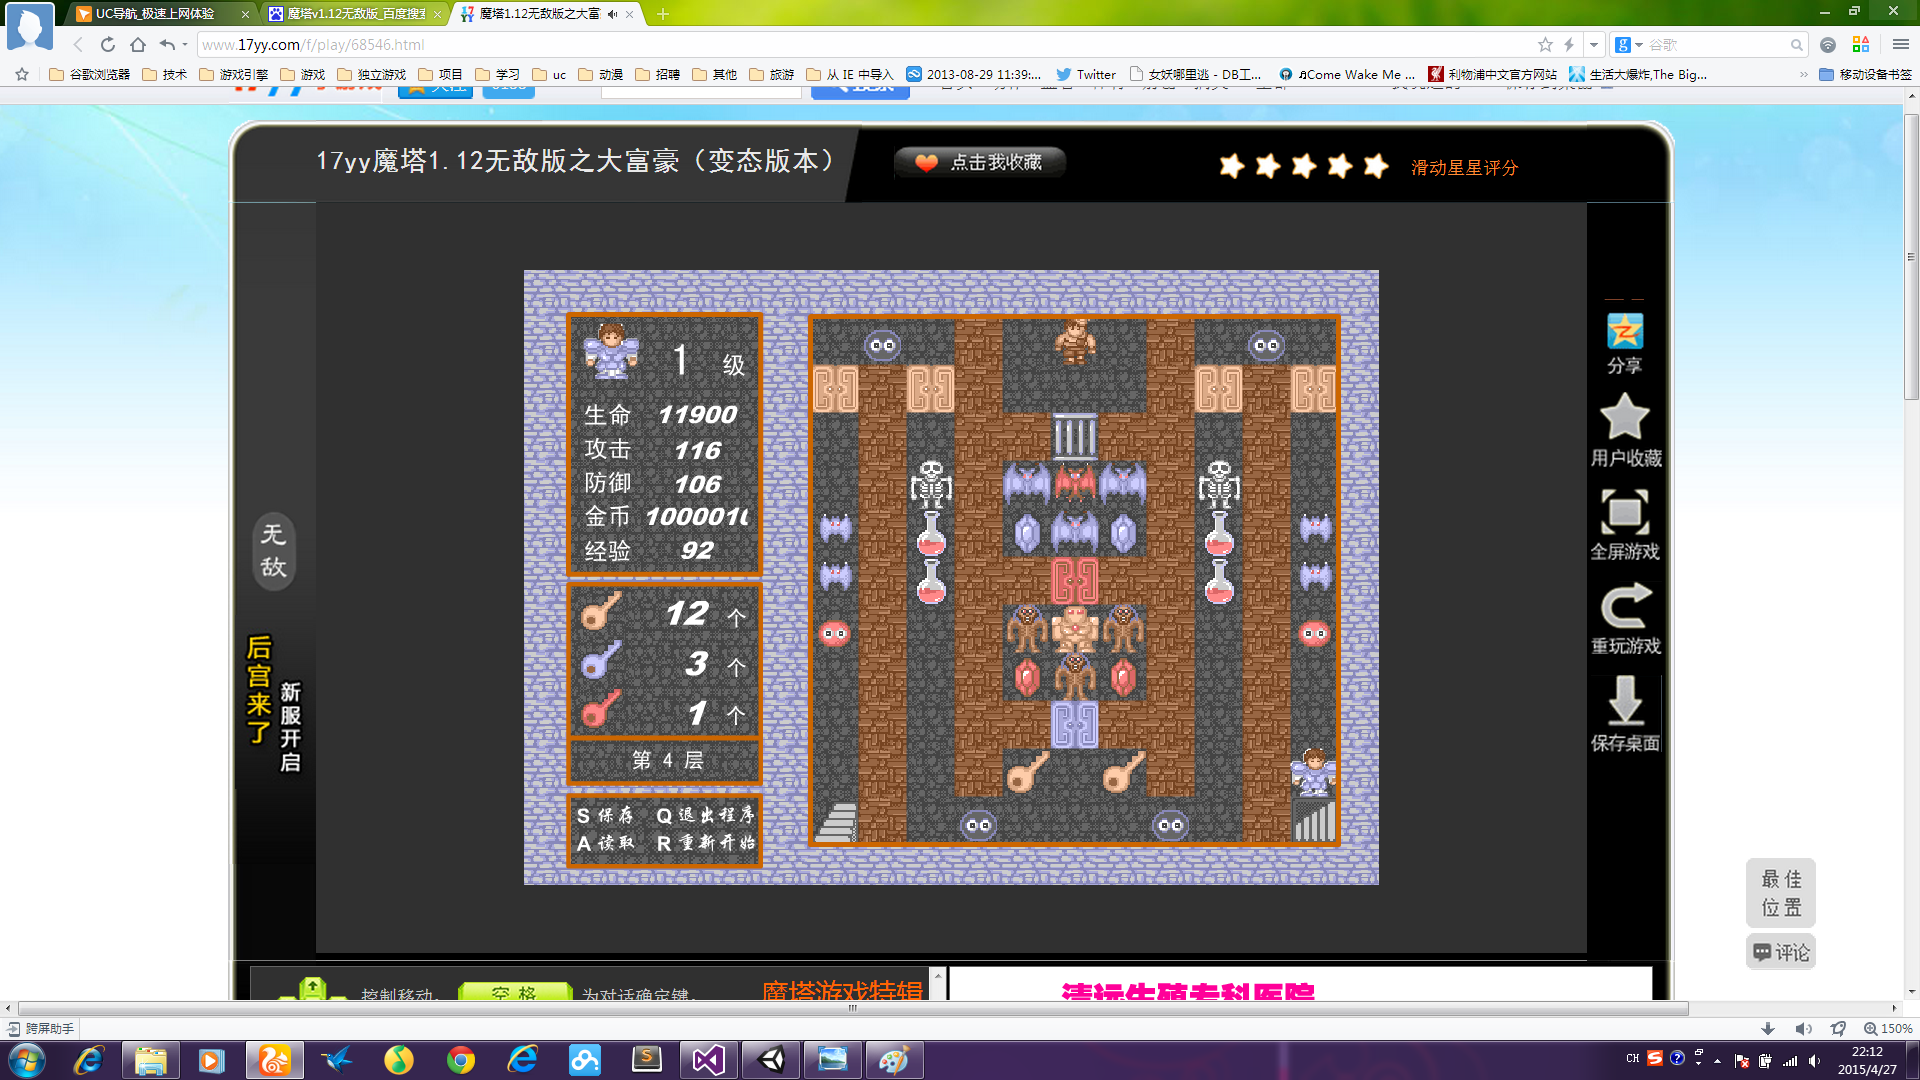 UC导航_极速上网体验
魔塔v1.12无敌版_百度搜
魔塔1.12无敌版之大富
www.17yy.com/f/play/68546.html
谷歌
谷歌浏览器 技术 游戏引擎 游戏 独立游戏 项目 学习 uc 动漫 招聘 其他 旅游 从 IE 中导入 2013-08-29 11:39:... Twitter 女妖哪里逃 - DB工... ♫Come Wake Me ... 利物浦中文官方网站 生活大爆炸,The Big... 移动设备书签
17yy魔塔1.12无敌版之大富豪（变态版本）
点击我收藏
滑动星星评分
1 级
生命 11900
攻击 116
防御 106
金币 1000010
经验 92
12 个
3 个
1 个
第 4 层
S 保存 Q 退出程序
A 读取 R 重新开始
无敌
后宫来了
新服开启
分享
用户收藏
全屏游戏
重玩游戏
保存桌面
最佳
位置
评论
控制移动. 空格 为对话确定键. 魔塔游戏特辑
清远生殖专科医院
跨屏助手
150%
CH
22:12
2015/4/27